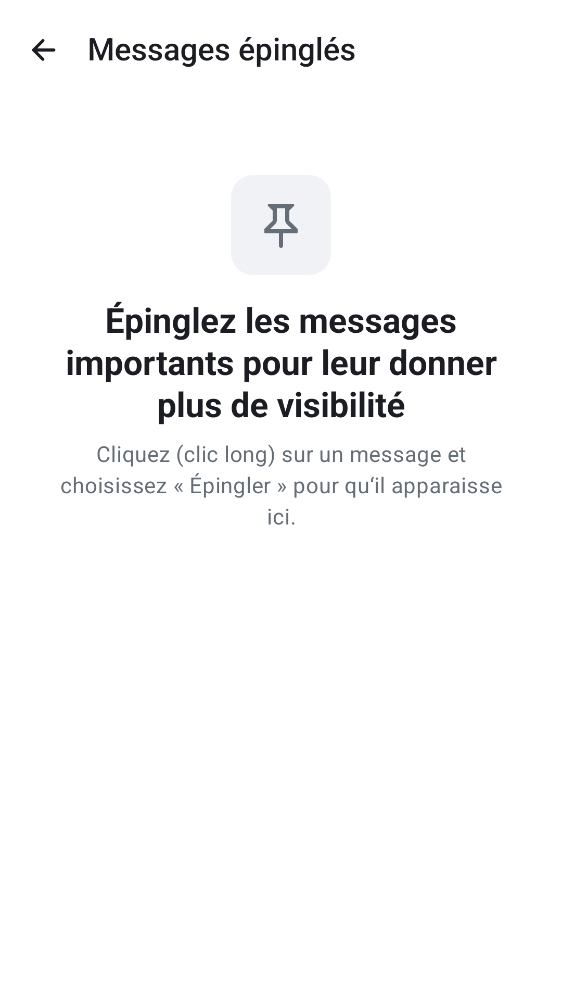 Messages épinglés
Épinglez les messages
importants pour leur donner
plus de visibilité
Cliquez (clic long) sur un message et
choisissez « Épingler » pour qu‘il apparaisse
ici.